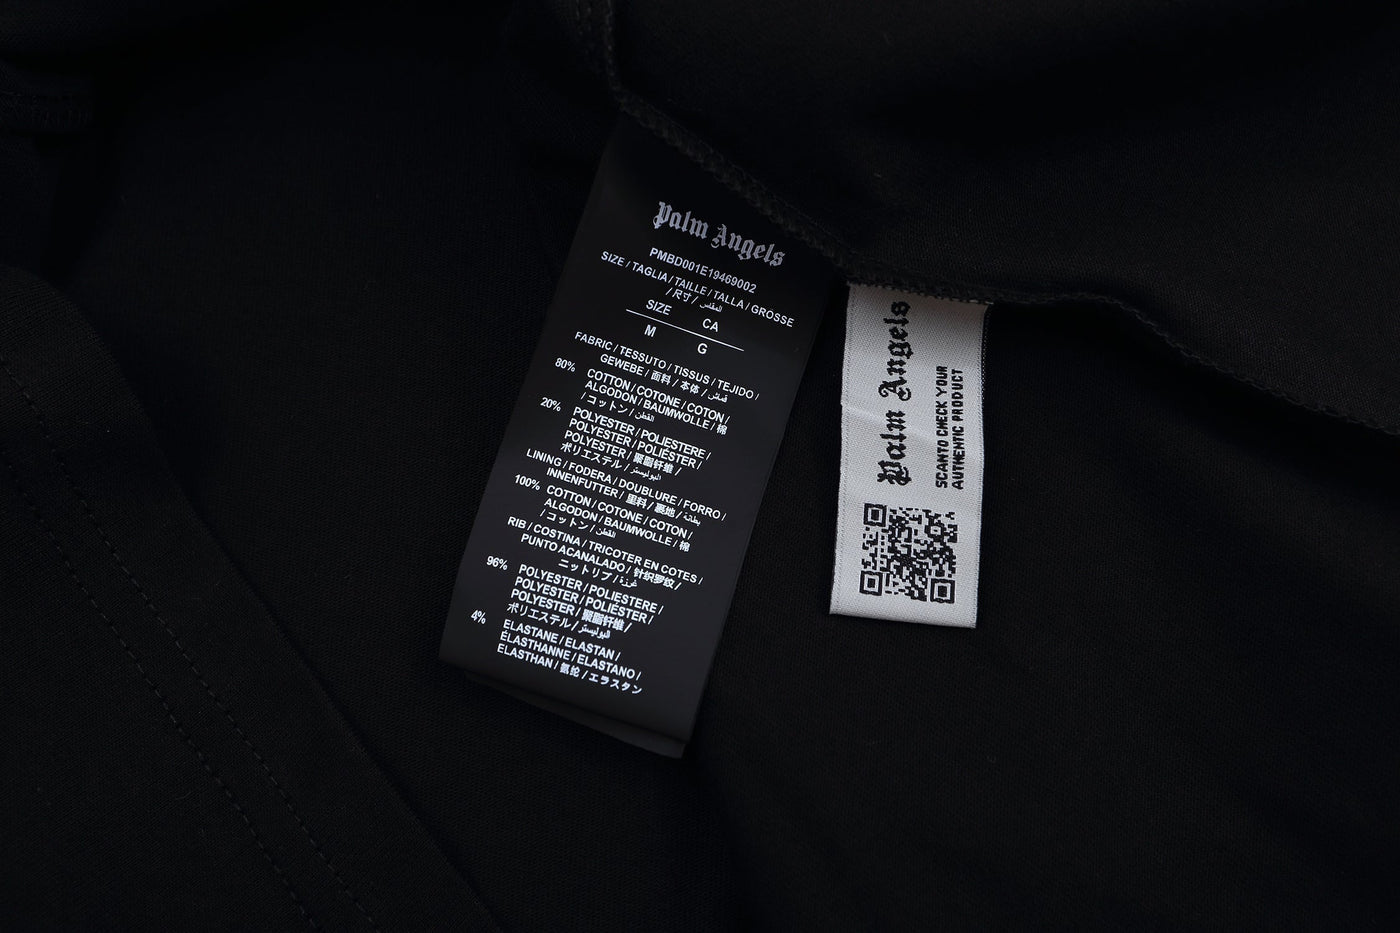 Palm Angels
PMBD001E19469002
SIZE / TAGLIA / TAILLE / TALLA / GRÖSSE
/ 尺寸 / المقاس
SIZE CA
M G
FABRIC / TESSUTO / TISSUS / TEJIDO /
GEWEBE / 面料 / 本体 / قماش
80% COTTON / COTONE / COTON /
ALGODON / BAUMWOLLE / 棉
/ コットン / القطن
20% POLYESTER / POLIESTERE /
POLYESTER / POLIÉSTER /
POLYESTER / 聚脂纤维 /
ポリエステル / البوليستر
LINING / FODERA / DOUBLURE / FORRO /
INNENFUTTER / 里料 / 裏地 / بطانة
100% COTTON / COTONE / COTON /
ALGODON / BAUMWOLLE / 棉
/ コットン / القطن
RIB / COSTINA / TRICOTER EN COTES /
PUNTO ACANALADO / 针织罗纹 /
ニットリブ / غرزة
96% POLYESTER / POLIESTERE /
POLYESTER / POLIÉSTER /
POLYESTER / 聚脂纤维 /
ポリエステル / البوليستر
4% ELASTANE / ELASTAN /
ÉLASTHANNE / ELASTANO /
ELASTHAN / 氨纶 / エラスタン
Palm Angels
SCANTO CHECK YOUR
AUTHENTIC PRODUCT